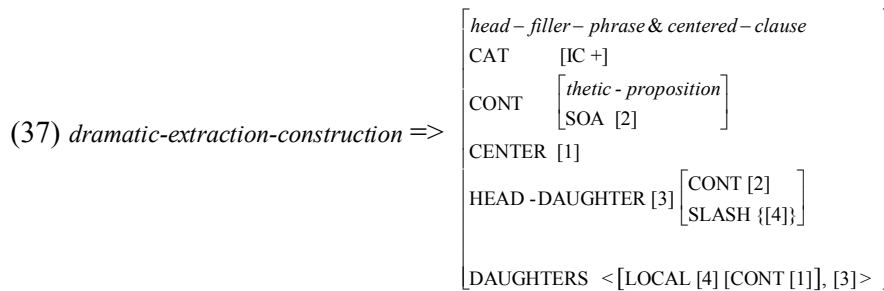 head – filler – phrase & centered – clause
CAT [IC +]
CONT [thetic - proposition
SOA [2]]
(37) dramatic-extraction-construction =>
CENTER [1]
HEAD - DAUGHTER [3] [CONT [2]
SLASH {[4]}]
DAUGHTERS <[LOCAL [4] [CONT [1]], [3]>